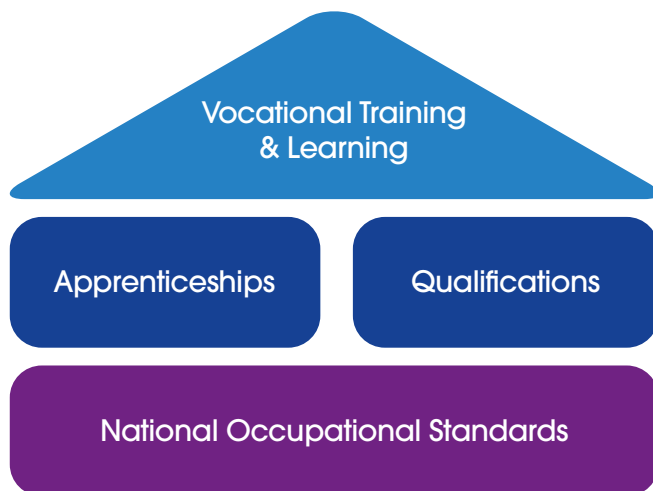 Vocational Training
& Learning
Apprenticeships
Qualifications
National Occupational Standards